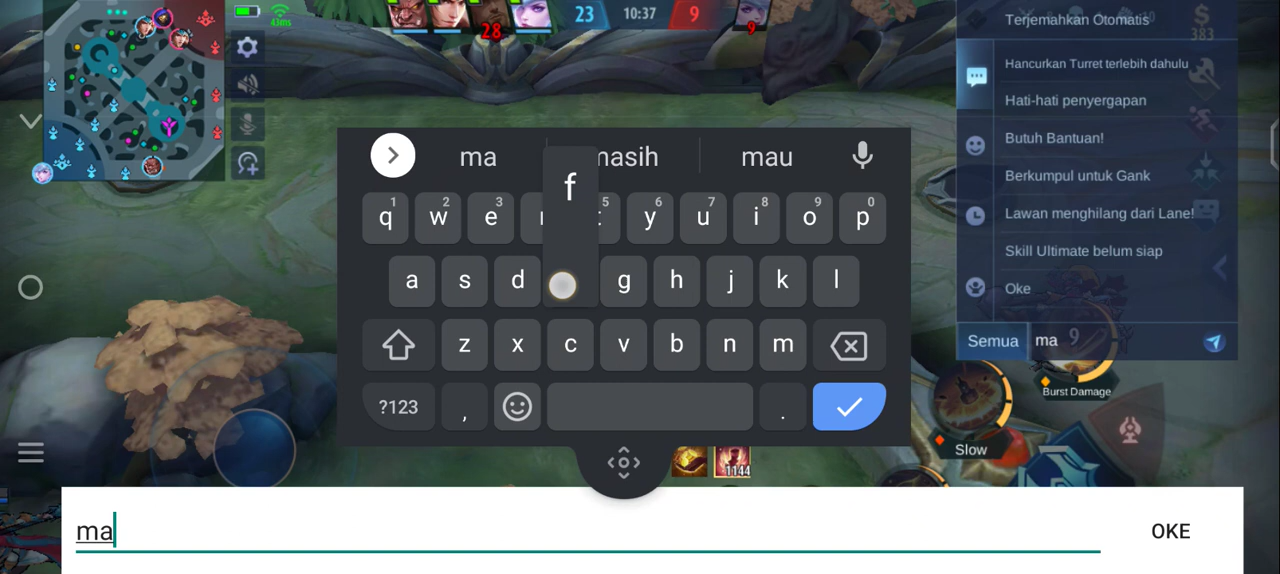 43ms
23 10:37 9
28
9
Terjemahkan Otomatis
383
Hancurkan Turret terlebih dahulu
Hati-hati penyergapan
Butuh Bantuan!
Berkumpul untuk Gank
Lawan menghilang dari Lane!
Skill Ultimate belum siap
Oke
Semua ma 9
ma masih mau
f
1 2 3 5 6 7 8 9 0
q w e y u i o p
a s d g h j k l
z x c v b n m
?123 , .
Burst Damage
Slow
1144
ma OKE